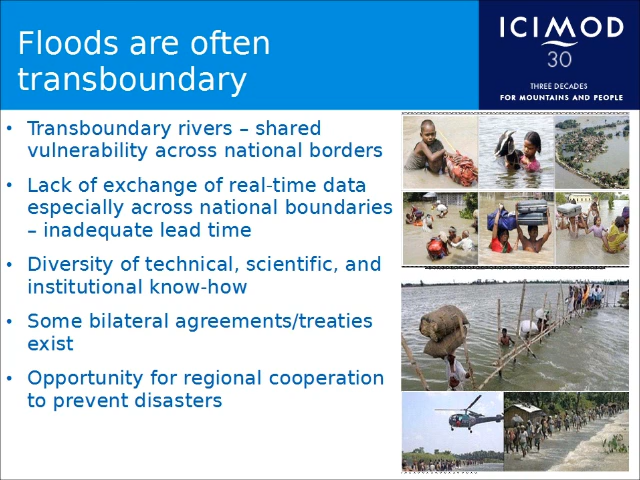 Floods are often
transboundary
ICIMOD
30
THREE DECADES
FOR MOUNTAINS AND PEOPLE
• Transboundary rivers – shared
vulnerability across national borders
• Lack of exchange of real-time data
especially across national boundaries
– inadequate lead time
• Diversity of technical, scientific, and
institutional know-how
• Some bilateral agreements/treaties
exist
• Opportunity for regional cooperation
to prevent disasters